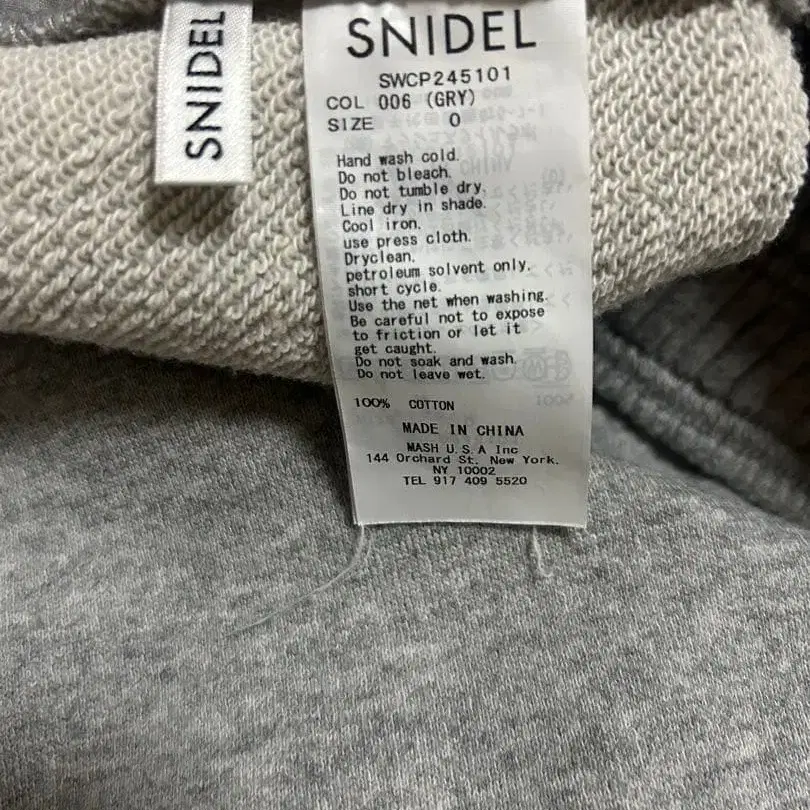 SNIDEL
SNIDEL
SWCP245101
COL 006 (GRY)
SIZE 0
Hand wash cold.
Do not bleach.
Do not tumble dry.
Line dry in shade.
Cool iron.
use press cloth.
Dryclean.
petroleum solvent only.
short cycle.
Use the net when washing.
Be careful not to expose
to friction or let it
get caught.
Do not soak and wash.
Do not leave wet.
100% COTTON
MADE IN CHINA
MASH U.S.A Inc
144 Orchard St. New York.
NY 10002
TEL 917 409 5520